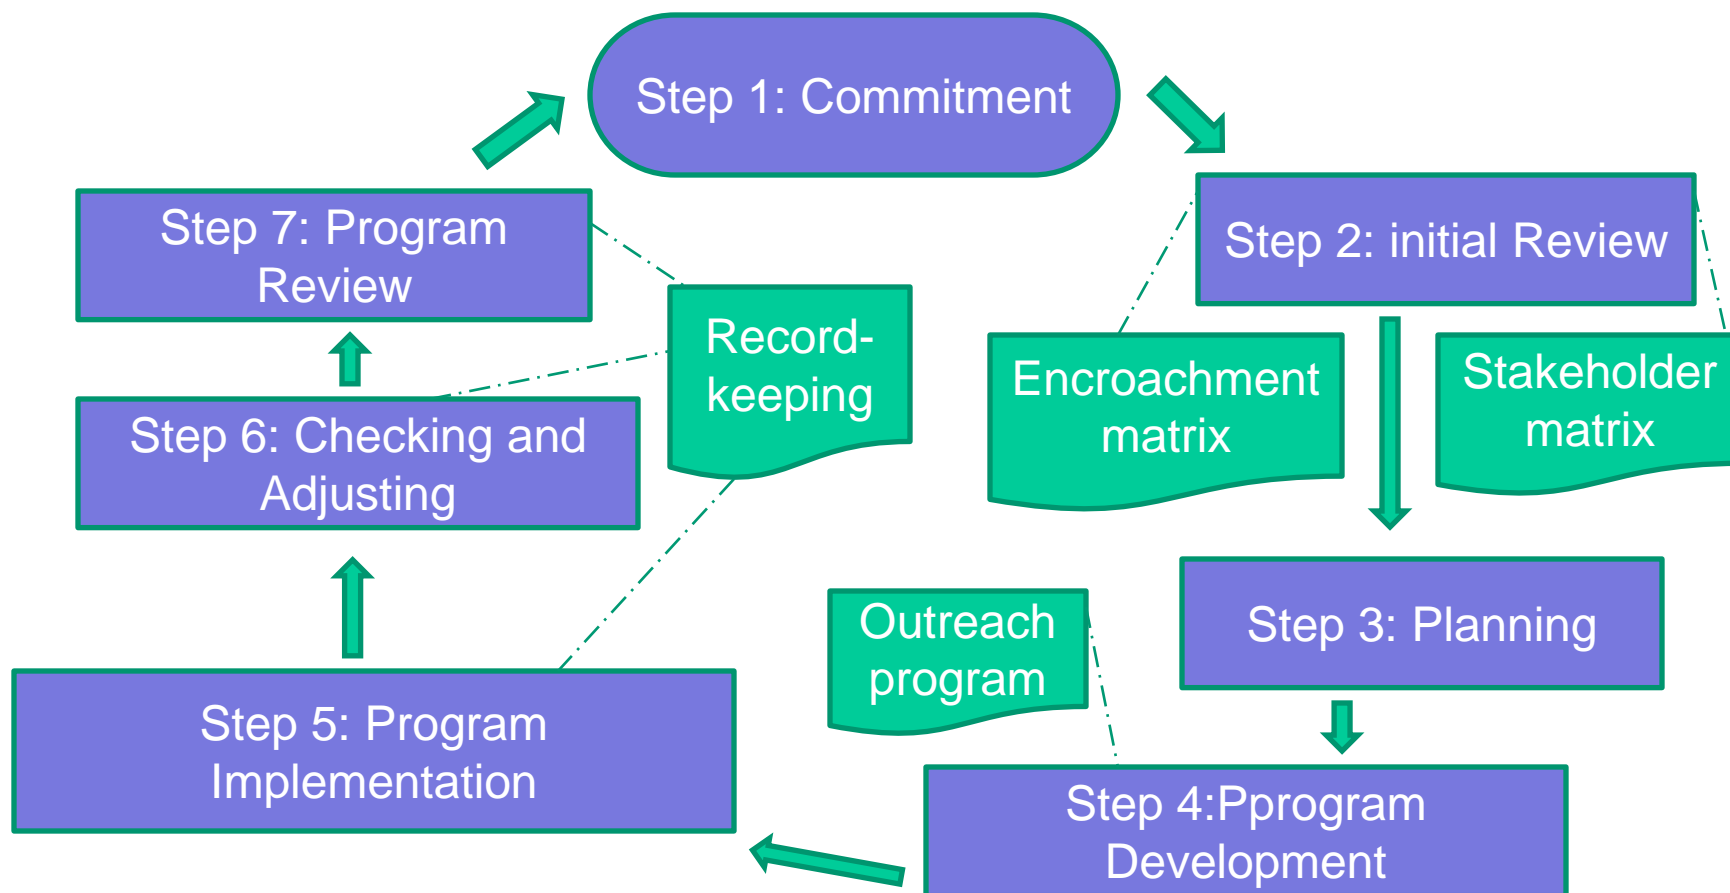 Step 1: Commitment
Step 2: initial Review
Encroachment
matrix
Stakeholder
matrix
Step 3: Planning
Step 4:Pprogram
Development
Outreach
program
Step 5: Program
Implementation
Step 6: Checking and
Adjusting
Step 7: Program
Review
Record-
keeping